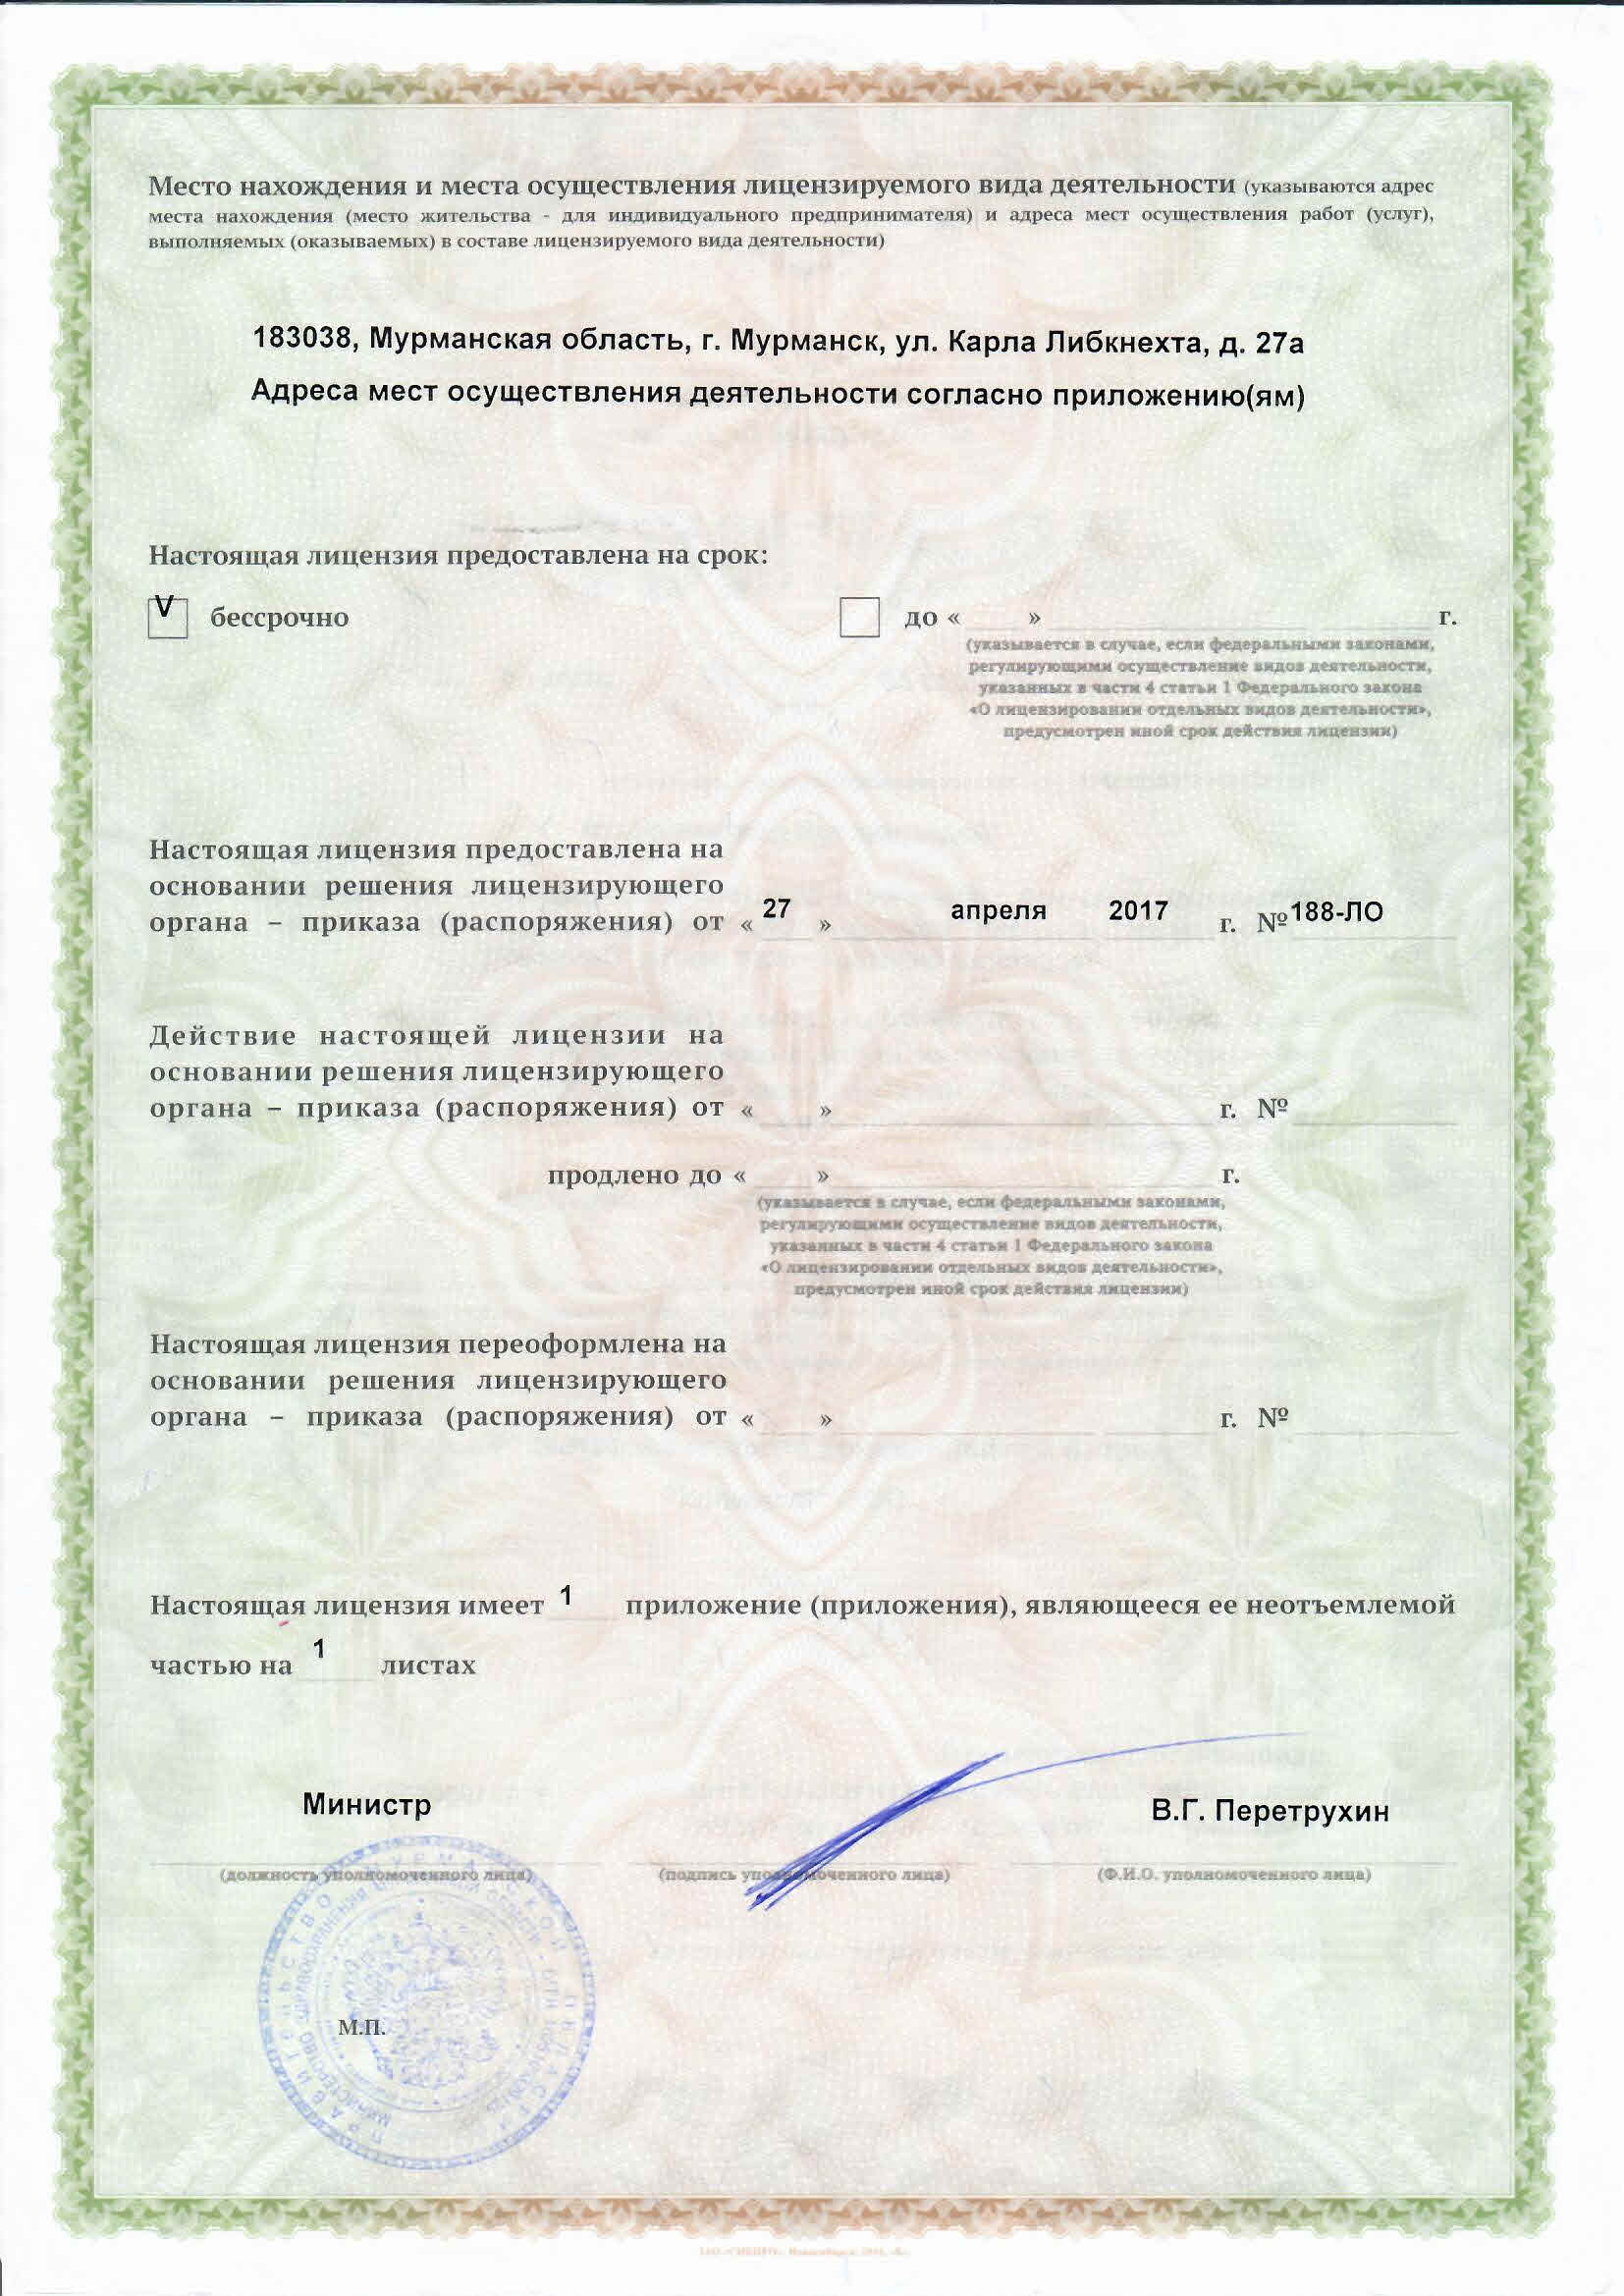 Место нахождения и места осуществления лицензируемого вида деятельности (указываются адрес
места нахождения (место жительства - для индивидуального предпринимателя) и адреса мест осуществления работ (услуг),
выполняемых (оказываемых) в составе лицензируемого вида деятельности)
183038, Мурманская область, г. Мурманск, ул. Карла Либкнехта, д. 27а
Адреса мест осуществления деятельности согласно приложению(ям)
Настоящая лицензия предоставлена на срок:
V бессрочно до « » г.
(указывается в случае, если федеральными законами,
регулирующими осуществление видов деятельности,
указанных в части 4 статьи 1 Федерального закона
«О лицензировании отдельных видов деятельности»,
предусмотрен иной срок действия лицензии)
Настоящая лицензия предоставлена на
основании решения лицензирующего
органа – приказа (распоряжения) от « 27 » апреля 2017 г. № 188-ЛО
Действие настоящей лицензии на
основании решения лицензирующего
органа – приказа (распоряжения) от « » г. №
продлено до « » г.
(указывается в случае, если федеральными законами,
регулирующими осуществление видов деятельности,
указанных в части 4 статьи 1 Федерального закона
«О лицензировании отдельных видов деятельности»,
предусмотрен иной срок действия лицензии)
Настоящая лицензия переоформлена на
основании решения лицензирующего
органа – приказа (распоряжения) от « » г. №
Настоящая лицензия имеет 1 приложение (приложения), являющееся ее неотъемлемой
частью на 1 листах
Министр В.Г. Перетрухин
(должность уполномоченного лица) (подпись уполномоченного лица) (Ф.И.О. уполномоченного лица)
М.П.